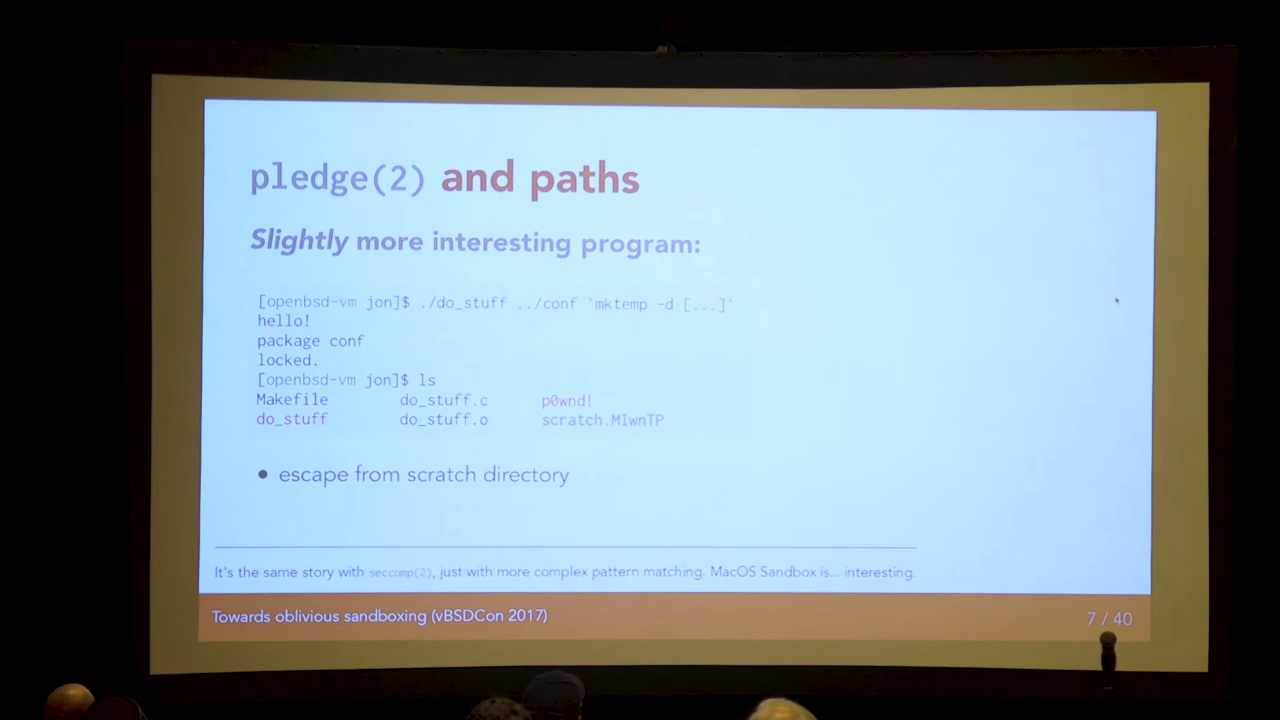 pledge(2) and paths
Slightly more interesting program:
[openbsd-vm jon]$ ./do_stuff ../conf `mktemp -d [...]`
hello!
package conf
locked.
[openbsd-vm jon]$ ls
Makefile do_stuff.c p0wnd!
do_stuff do_stuff.o scratch.MIwnTP
• escape from scratch directory
It's the same story with seccomp(2), just with more complex pattern matching. MacOS Sandbox is... interesting.
Towards oblivious sandboxing (vBSDCon 2017)
7 / 40